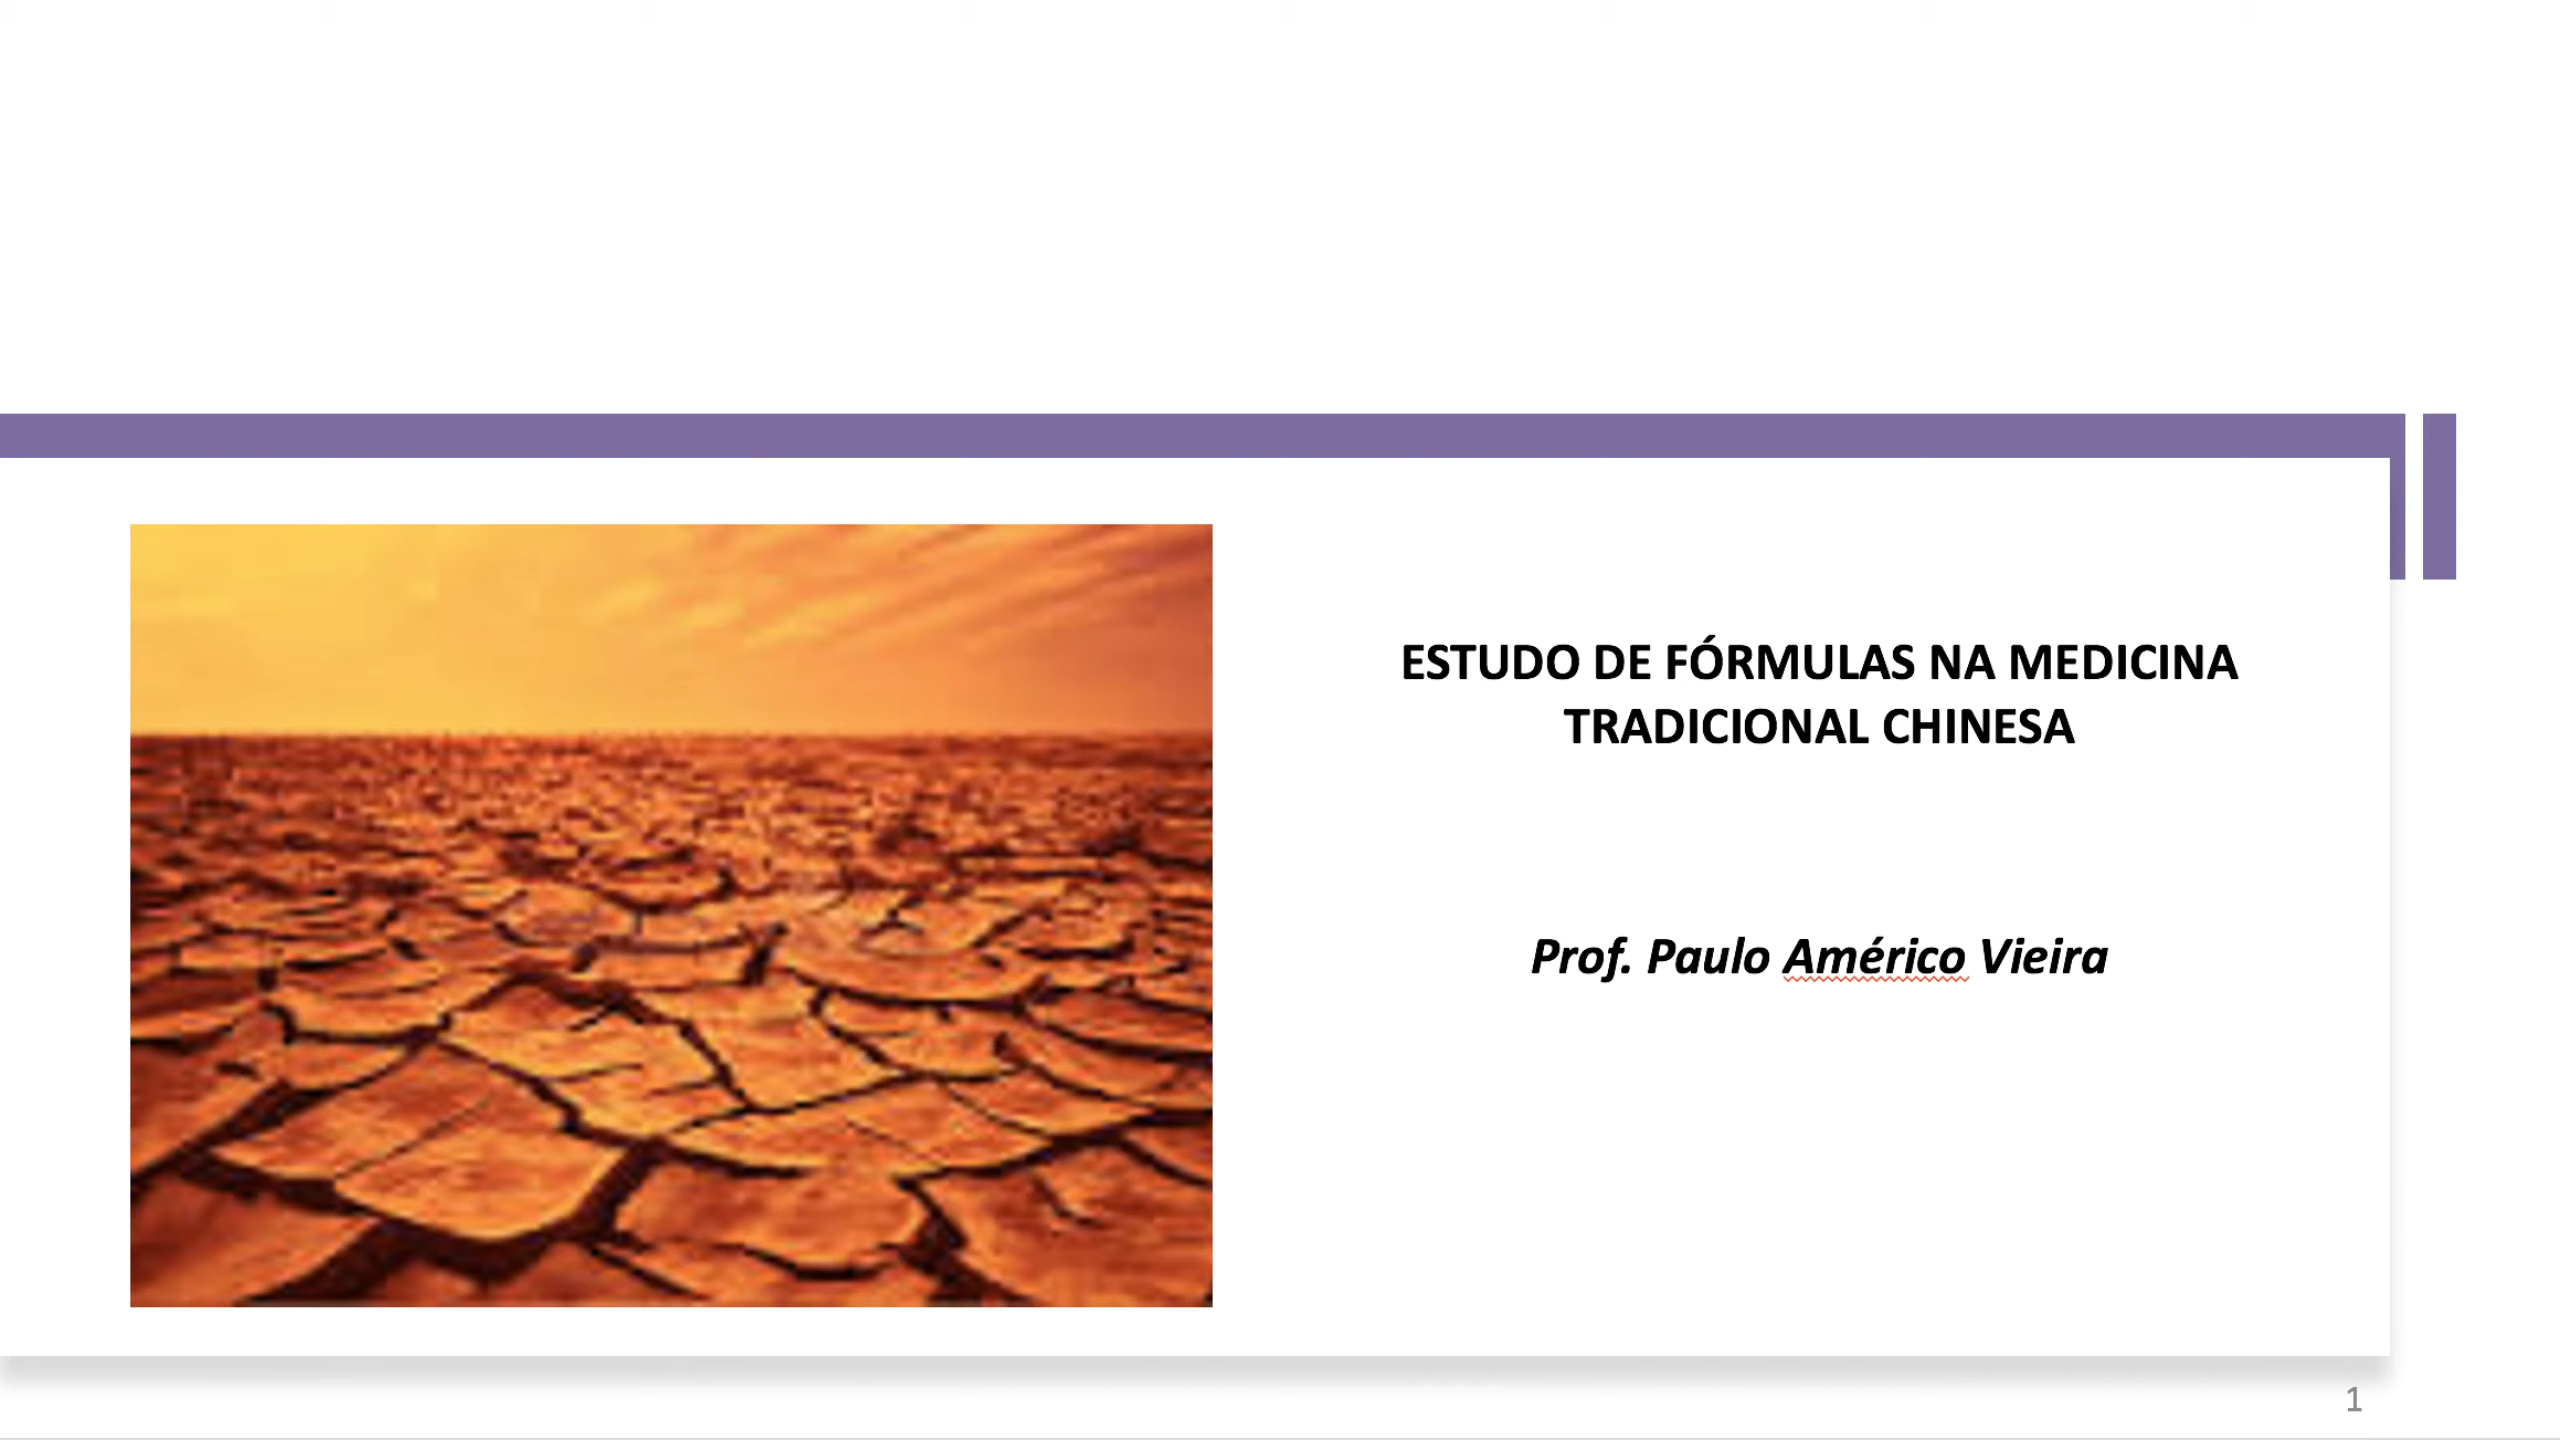 ESTUDO DE FÓRMULAS NA MEDICINA
TRADICIONAL CHINESA
Prof. Paulo Américo Vieira
1